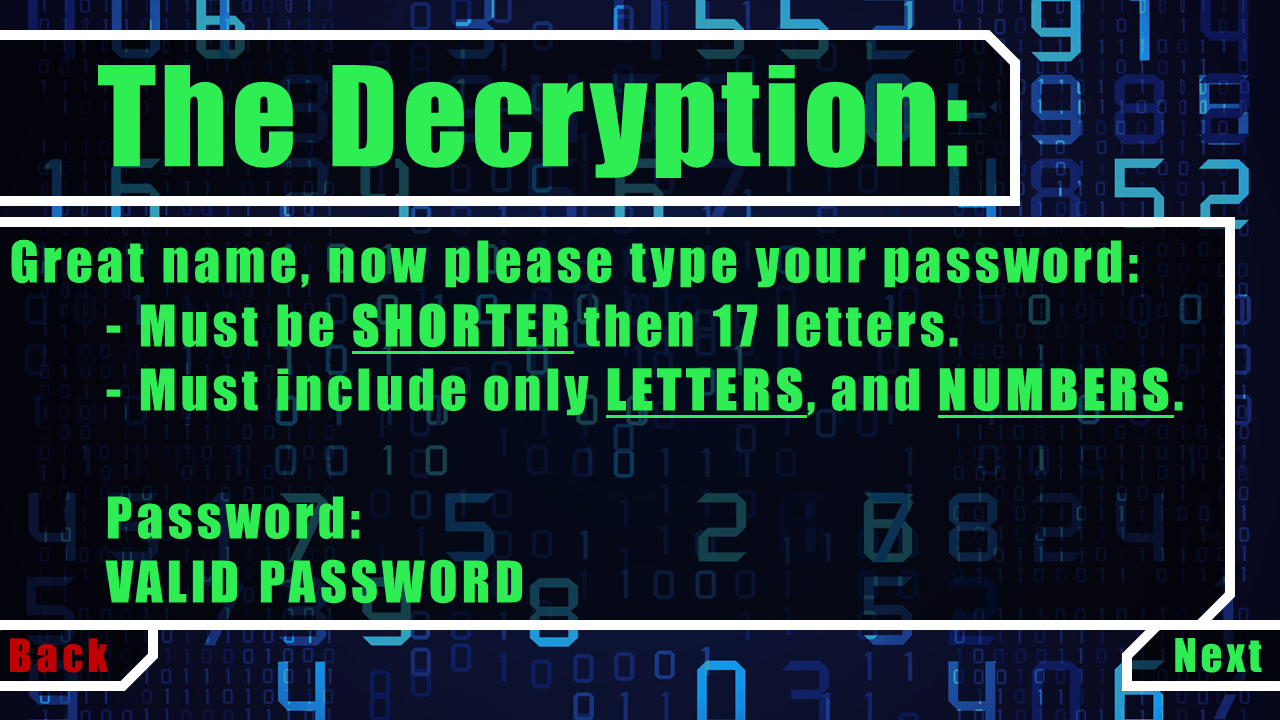 The Decryption:
Great name, now please type your password:
- Must be SHORTER then 17 letters.
- Must include only LETTERS, and NUMBERS.
Password:
VALID PASSWORD
Back
Next